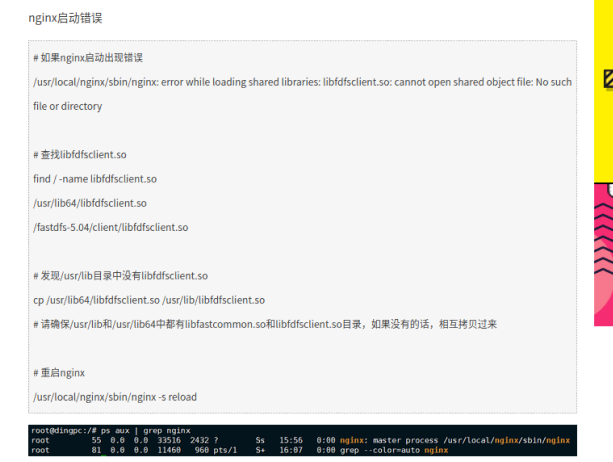 nginx启动错误
# 如果nginx启动出现错误
/usr/local/nginx/sbin/nginx: error while loading shared libraries: libfdfsclient.so: cannot open shared object file: No such
file or directory
# 查找libfdfsclient.so
find / -name libfdfsclient.so
/usr/lib64/libfdfsclient.so
/fastdfs-5.04/client/libfdfsclient.so
# 发现/usr/lib目录中没有libfdfsclient.so
cp /usr/lib64/libfdfsclient.so /usr/lib/libfdfsclient.so
# 请确保/usr/lib和/usr/lib64中都有libfastcommon.so和libfdfsclient.so目录，如果没有的话，相互拷贝过来
# 重启nginx
/usr/local/nginx/sbin/nginx -s reload
root@dingpc:/# ps aux | grep nginx
root 55 0.0 0.0 33516 2432 ? Ss 15:56 0:00 nginx: master process /usr/local/nginx/sbin/nginx
root 81 0.0 0.0 11460 960 pts/1 S+ 16:07 0:00 grep --color=auto nginx